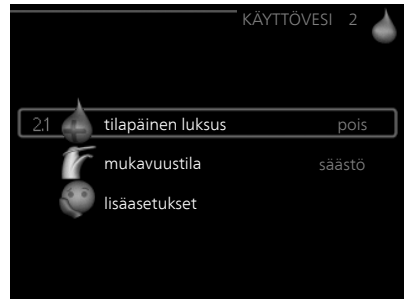 KÄYTTÖVESI 2
2.1 tilapäinen luksus pois
mukavuustila säästö
lisäasetukset